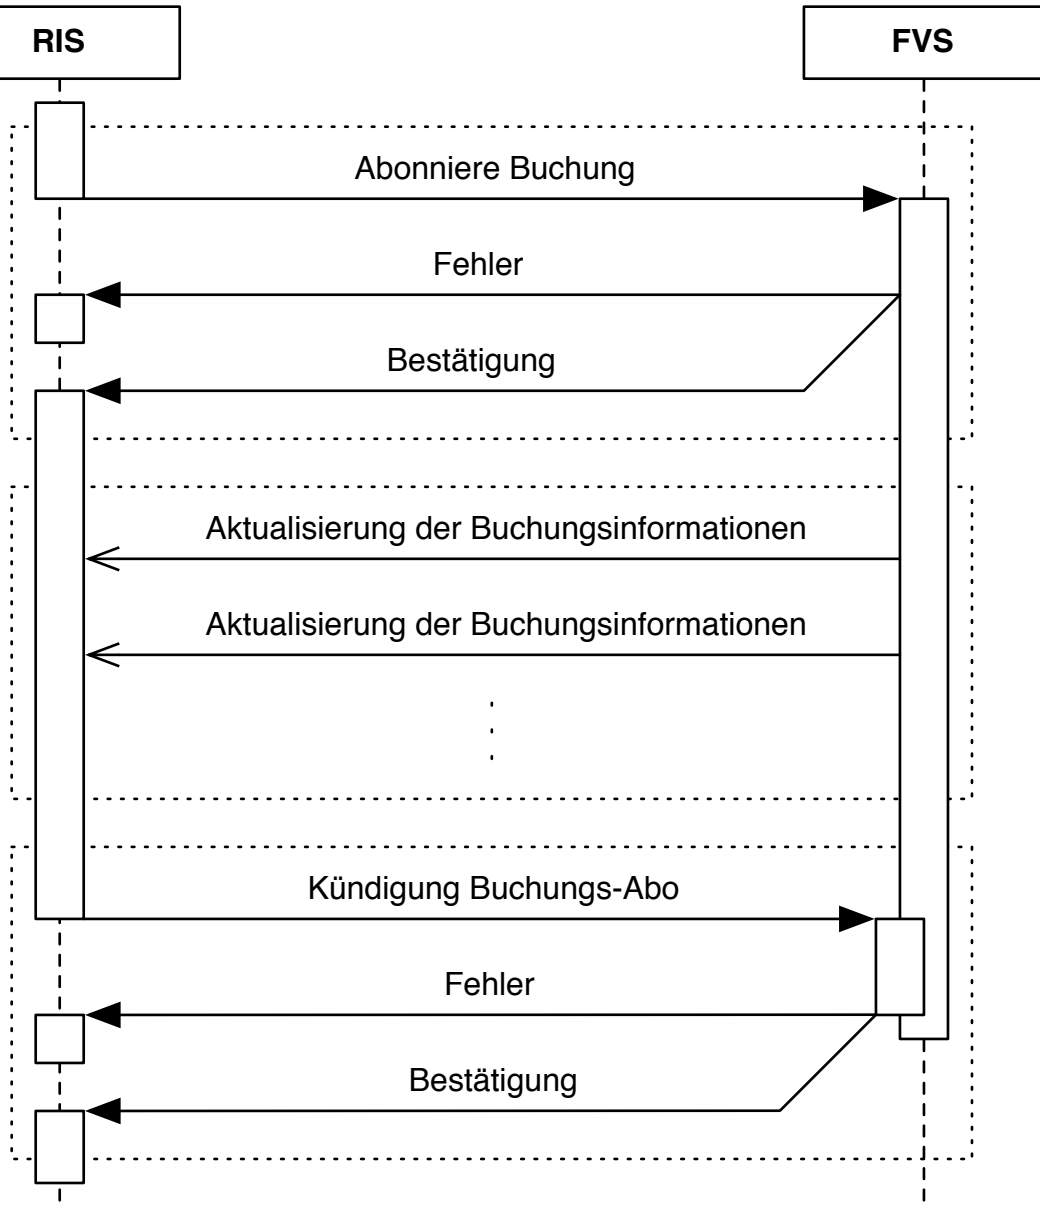 RIS
FVS
Abonniere Buchung
Fehler
Bestätigung
Aktualisierung der Buchungsinformationen
Aktualisierung der Buchungsinformationen
Kündigung Buchungs-Abo
Fehler
Bestätigung